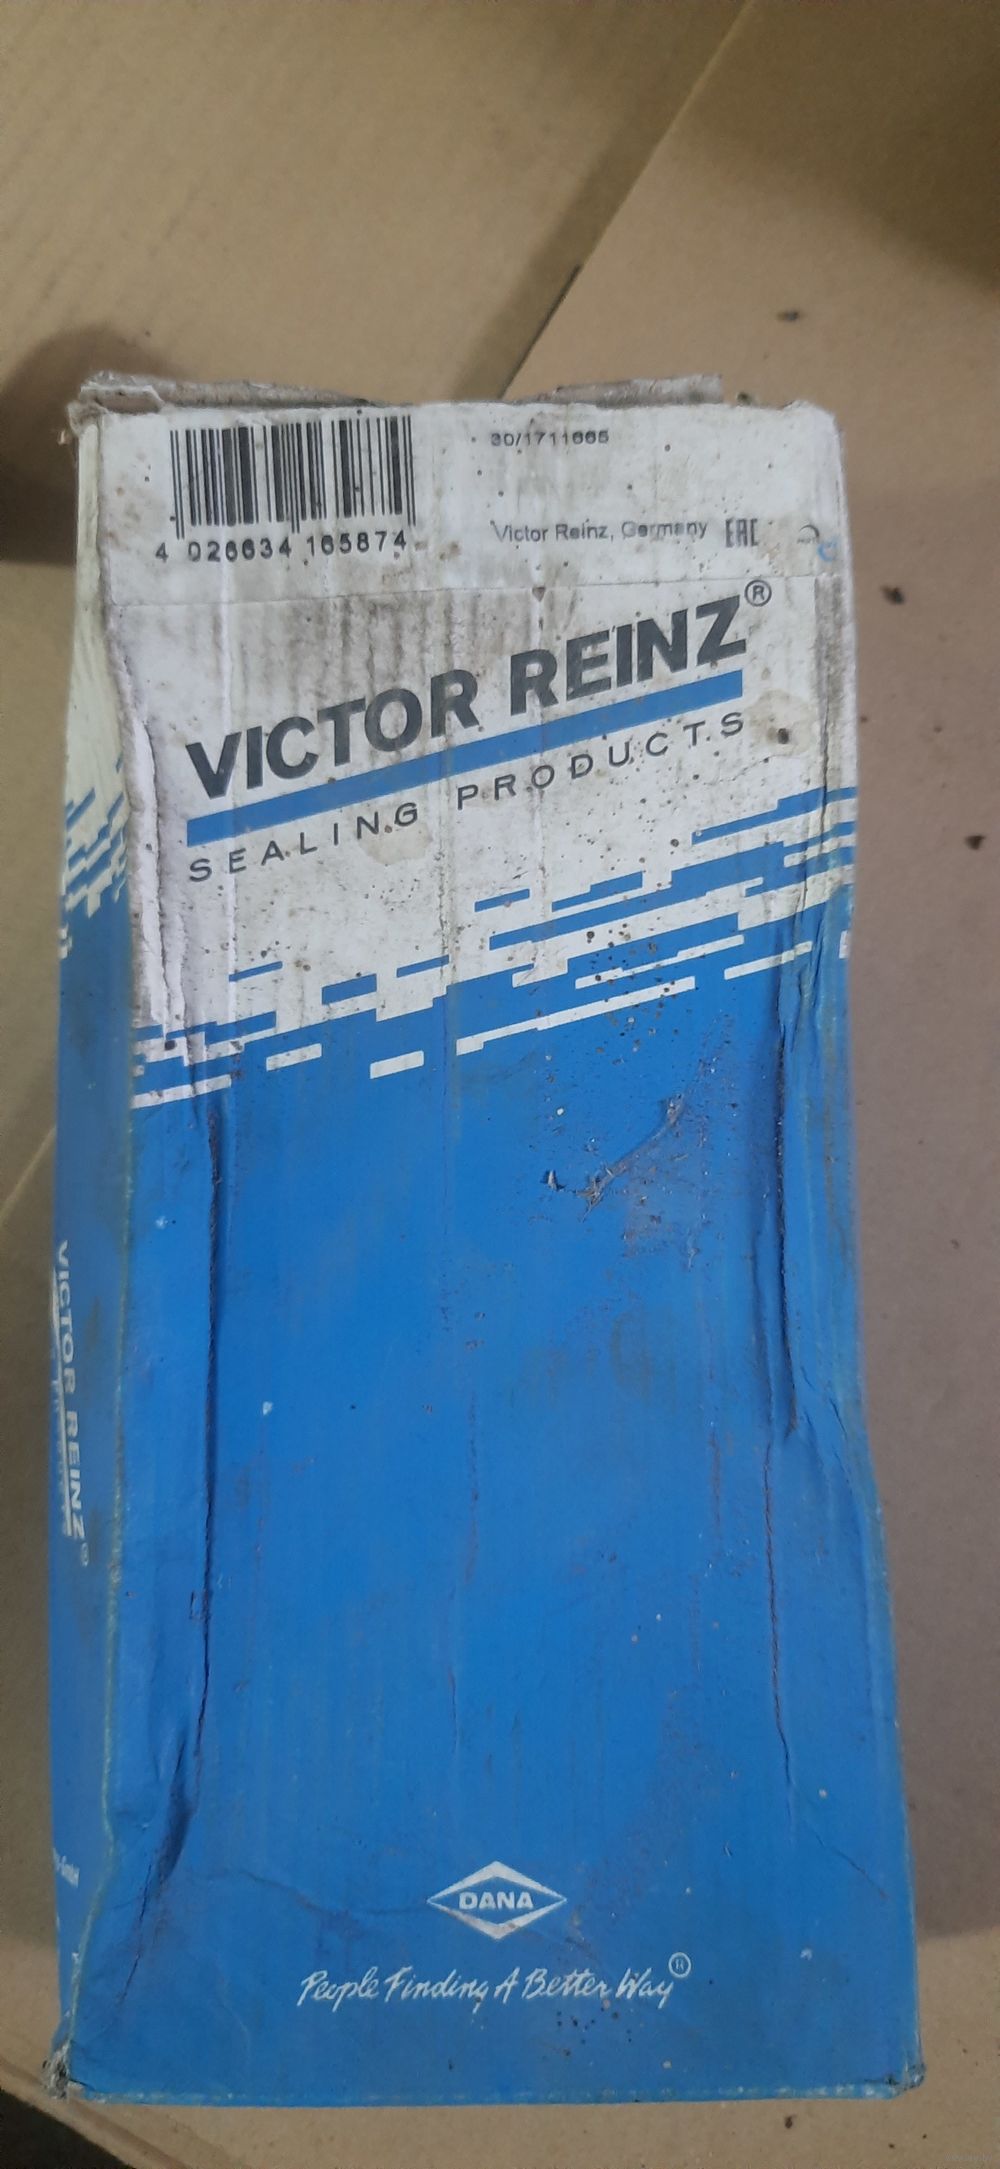 30/1711665
4 026634 165874
Victor Reinz, Germany EAC
VICTOR REINZ®
SEALING PRODUCTS
VICTOR REINZ®
DANA
People Finding A Better Way®